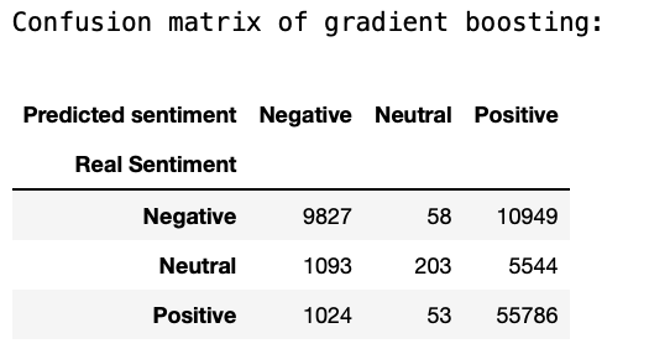 Confusion matrix of gradient boosting:
Predicted sentiment Negative Neutral Positive
Real Sentiment
Negative 9827 58 10949
Neutral 1093 203 5544
Positive 1024 53 55786